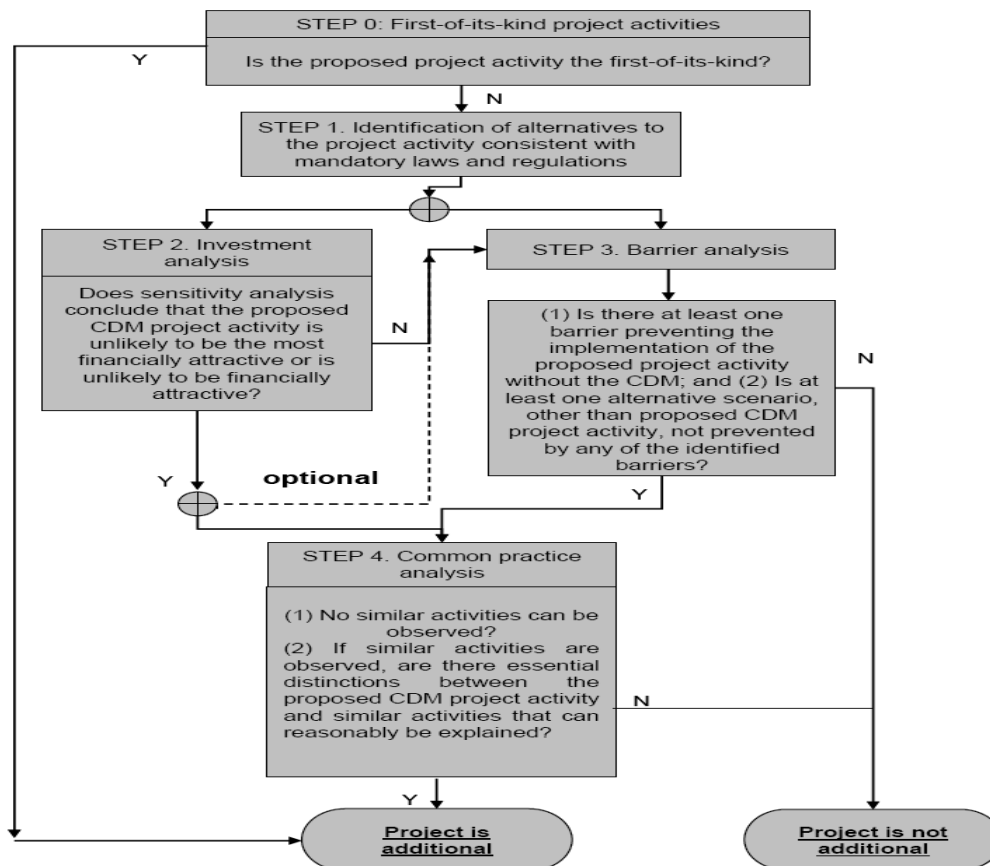 STEP 0: First-of-its-kind project activities
Y
Is the proposed project activity the first-of-its-kind?
N
STEP 1. Identification of alternatives to
the project activity consistent with
mandatory laws and regulations
STEP 2. Investment
analysis
Does sensitivity analysis
conclude that the proposed
CDM project activity is
unlikely to be the most
financially attractive or is
unlikely to be financially
attractive?
N
STEP 3. Barrier analysis
(1) Is there at least one
barrier preventing the
implementation of the
proposed project activity
without the CDM; and (2) Is at
least one alternative scenario,
other than proposed CDM
project activity, not prevented
by any of the identified
barriers?
N
Y
optional
Y
STEP 4. Common practice
analysis
(1) No similar activities can be
observed?
(2) If similar activities are
observed, are there essential
distinctions between the
proposed CDM project activity
and similar activities that can
reasonably be explained?
N
Y
Project is
additional
Project is not
additional